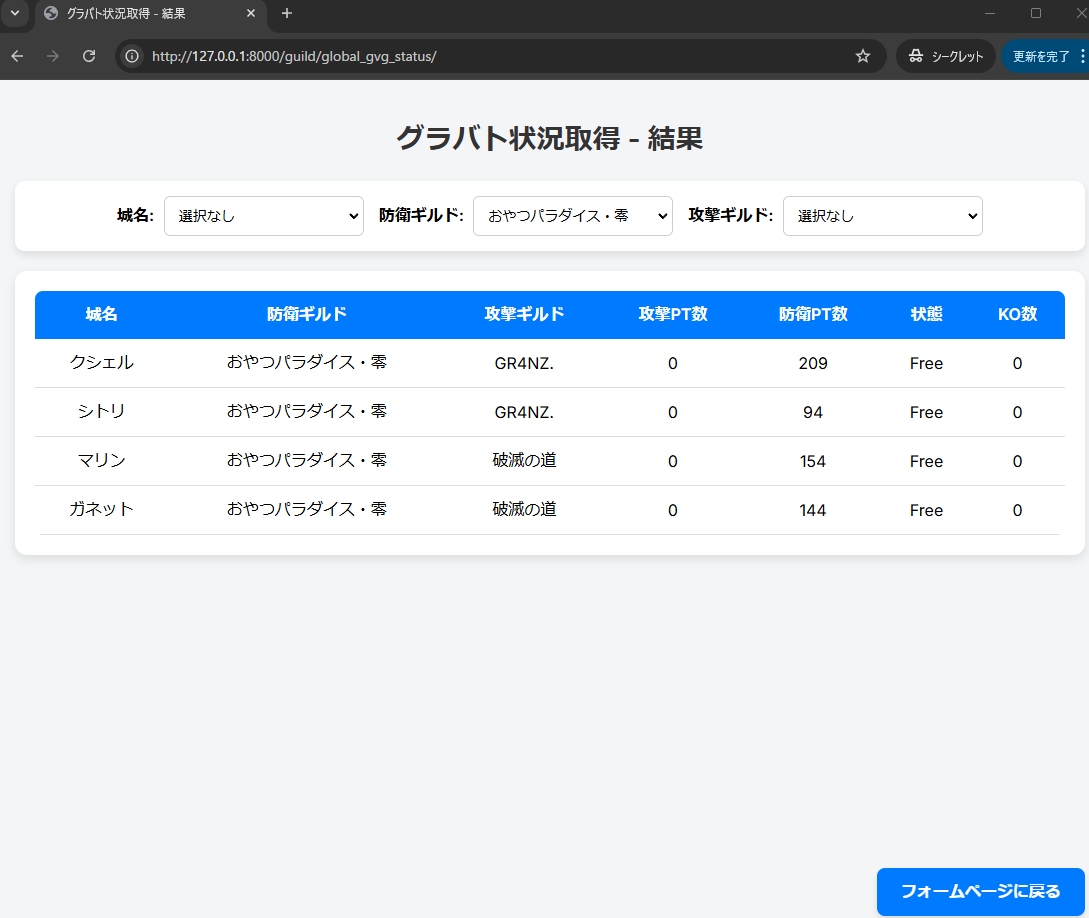 グラバト状況取得 - 結果
http://127.0.0.1:8000/guild/global_gvg_status/
シークレット
更新を完了
グラバト状況取得 - 結果
城名: 選択なし 防衛ギルド: おやつパラダイス・零 攻撃ギルド: 選択なし
城名 防衛ギルド 攻撃ギルド 攻撃PT数 防衛PT数 状態 KO数
クシェル おやつパラダイス・零 GR4NZ. 0 209 Free 0
シトリ おやつパラダイス・零 GR4NZ. 0 94 Free 0
マリン おやつパラダイス・零 破滅の道 0 154 Free 0
ガネット おやつパラダイス・零 破滅の道 0 144 Free 0
フォームページに戻る